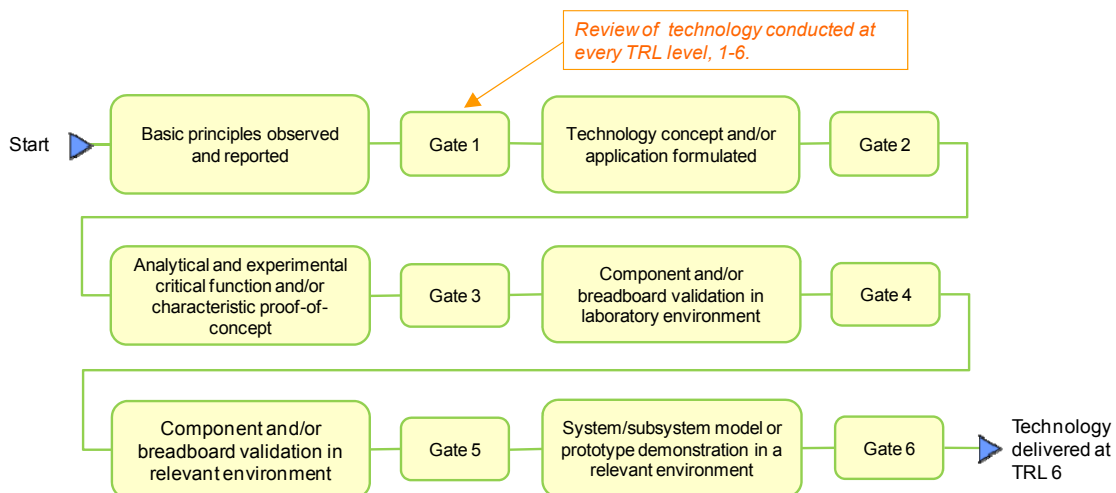 Review of technology conducted at
every TRL level, 1-6.
Start
Basic principles observed
and reported
Gate 1
Technology concept and/or
application formulated
Gate 2
Analytical and experimental
critical function and/or
characteristic proof-of-
concept
Gate 3
Component and/or
breadboard validation in
laboratory environment
Gate 4
Component and/or
breadboard validation in
relevant environment
Gate 5
System/subsystem model or
prototype demonstration in a
relevant environment
Gate 6
Technology
delivered at
TRL 6